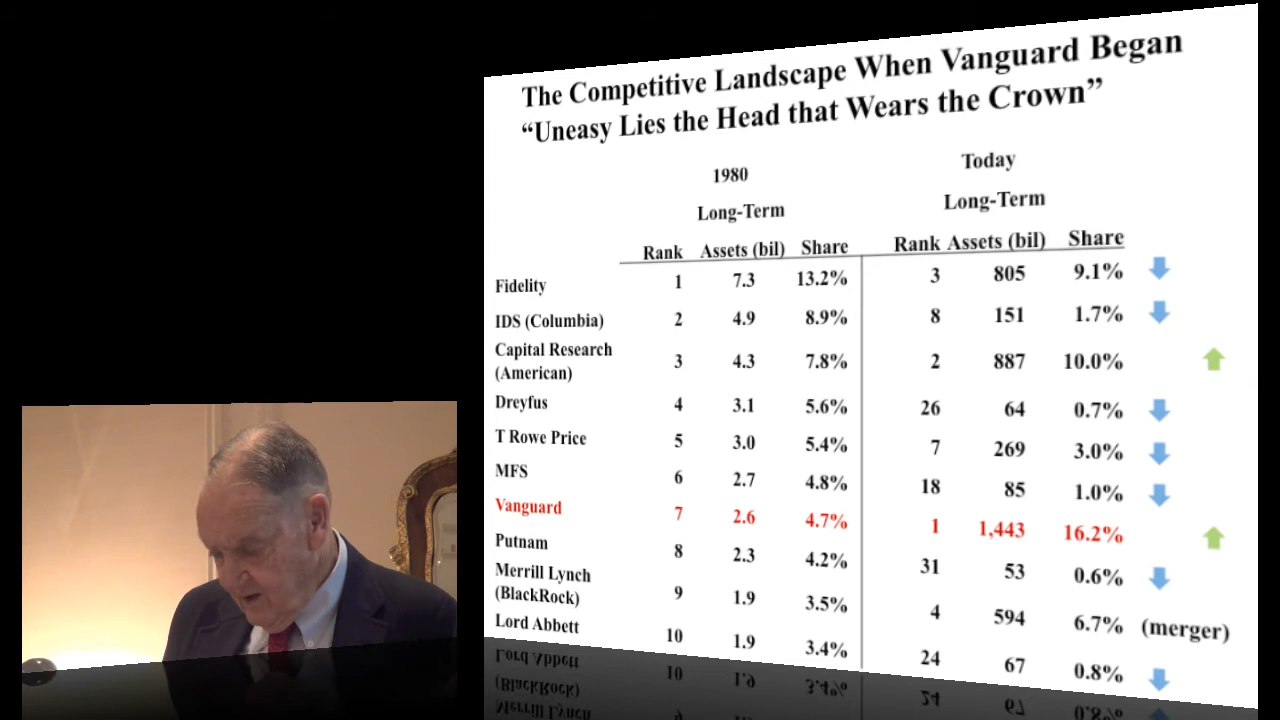 The Competitive Landscape When Vanguard Began
“Uneasy Lies the Head that Wears the Crown”
1980 Today
Long-Term Long-Term
Rank Assets (bil) Share Rank Assets (bil) Share
Fidelity 1 7.3 13.2% 3 805 9.1%
IDS (Columbia) 2 4.9 8.9% 8 151 1.7%
Capital Research
(American) 3 4.3 7.8% 2 887 10.0%
Dreyfus 4 3.1 5.6% 26 64 0.7%
T Rowe Price 5 3.0 5.4% 7 269 3.0%
MFS 6 2.7 4.8% 18 85 1.0%
Vanguard 7 2.6 4.7% 1 1,443 16.2%
Putnam 8 2.3 4.2% 31 53 0.6%
Merrill Lynch
(BlackRock) 9 1.9 3.5% 4 594 6.7% (merger)
Lord Abbett 10 1.9 3.4% 24 67 0.8%